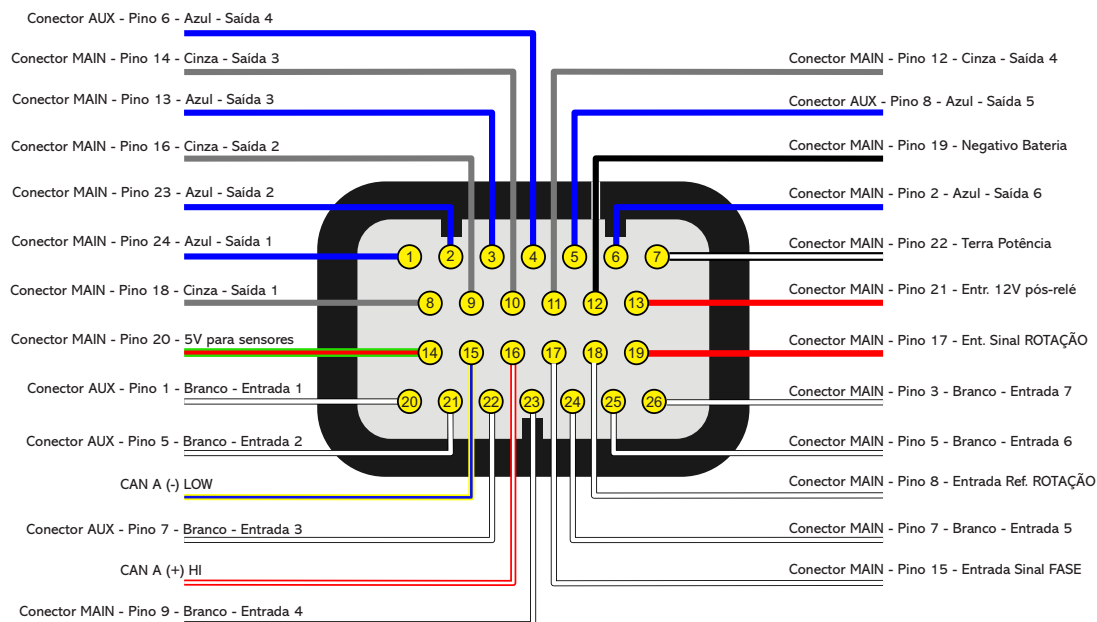 Conector AUX - Pino 6 - Azul - Saída 4
Conector MAIN - Pino 14 - Cinza - Saída 3
Conector MAIN - Pino 13 - Azul - Saída 3
Conector MAIN - Pino 16 - Cinza - Saída 2
Conector MAIN - Pino 23 - Azul - Saída 2
Conector MAIN - Pino 24 - Azul - Saída 1
Conector MAIN - Pino 18 - Cinza - Saída 1
Conector MAIN - Pino 20 - 5V para sensores
Conector AUX - Pino 1 - Branco - Entrada 1
Conector AUX - Pino 5 - Branco - Entrada 2
CAN A (-) LOW
Conector AUX - Pino 7 - Branco - Entrada 3
CAN A (+) HI
Conector MAIN - Pino 9 - Branco - Entrada 4
1 2 3 4 5 6 7
8 9 10 11 12 13
14 15 16 17 18 19
20 21 22 23 24 25 26
Conector MAIN - Pino 12 - Cinza - Saída 4
Conector AUX - Pino 8 - Azul - Saída 5
Conector MAIN - Pino 19 - Negativo Bateria
Conector MAIN - Pino 2 - Azul - Saída 6
Conector MAIN - Pino 22 - Terra Potência
Conector MAIN - Pino 21 - Entr. 12V pós-relé
Conector MAIN - Pino 17 - Ent. Sinal ROTAÇÃO
Conector MAIN - Pino 3 - Branco - Entrada 7
Conector MAIN - Pino 5 - Branco - Entrada 6
Conector MAIN - Pino 8 - Entrada Ref. ROTAÇÃO
Conector MAIN - Pino 7 - Branco - Entrada 5
Conector MAIN - Pino 15 - Entrada Sinal FASE